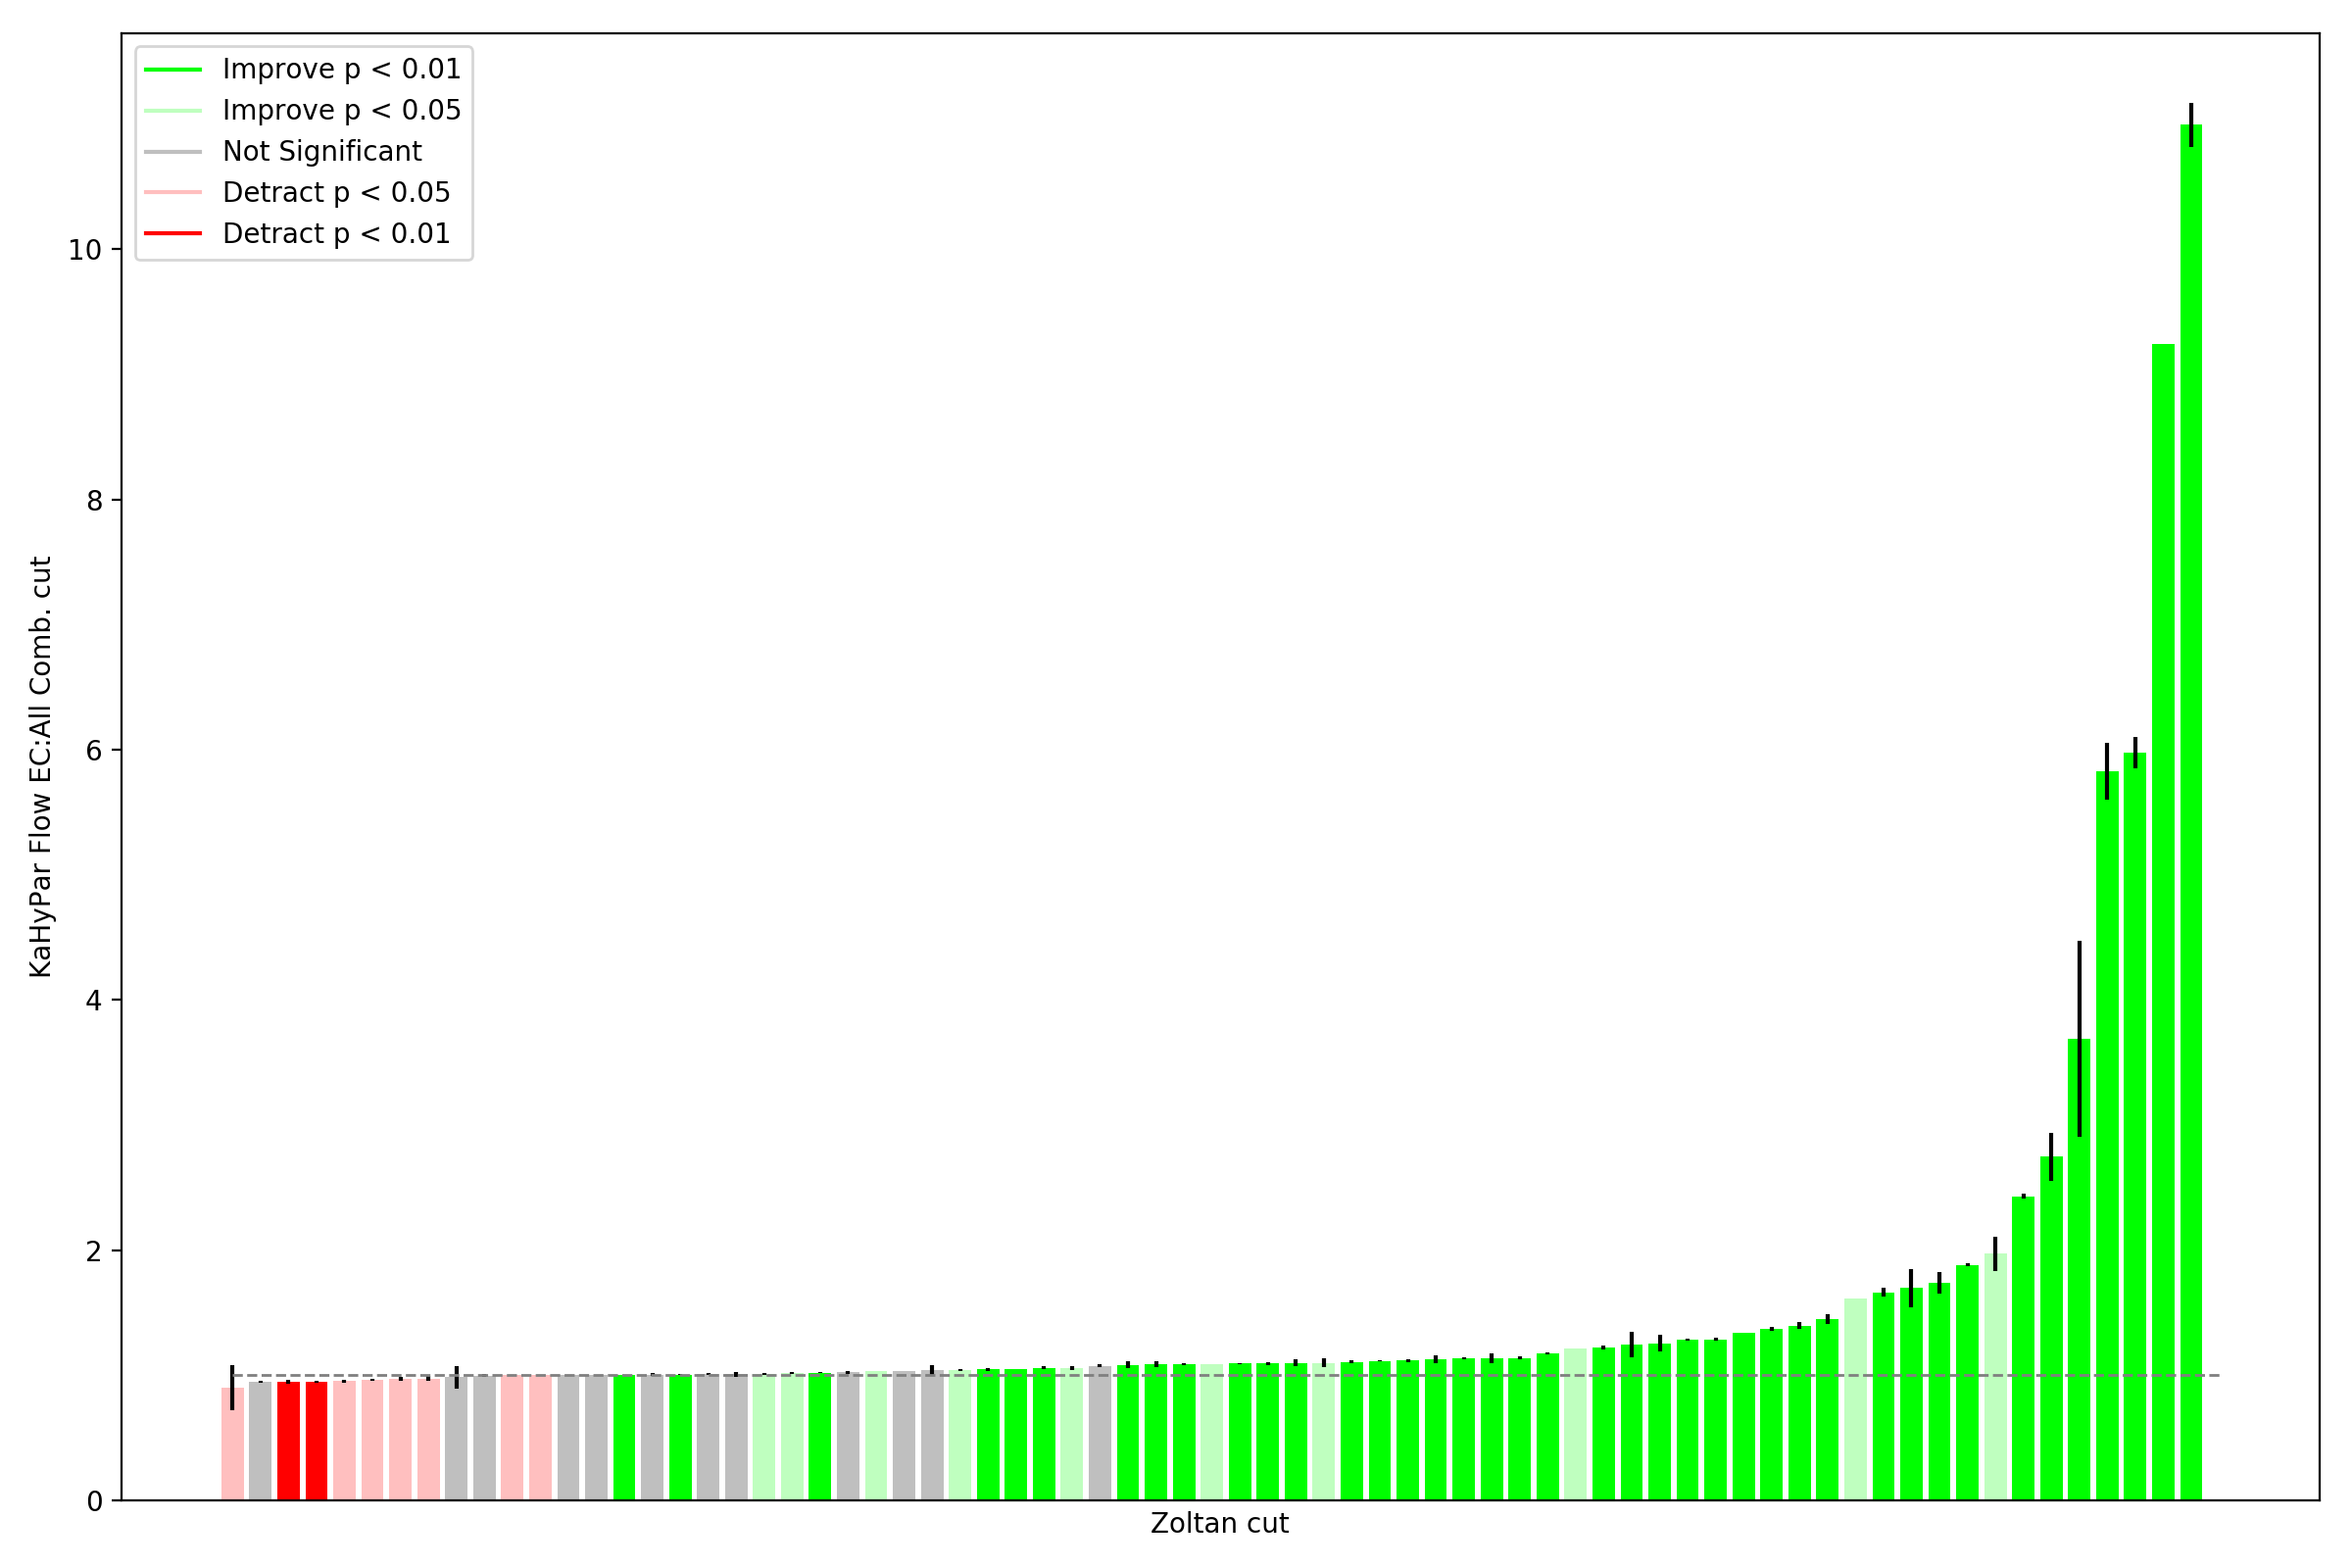 Improve p < 0.01
Improve p < 0.05
Not Significant
Detract p < 0.05
Detract p < 0.01
10
8
6
4
2
0
KaHyPar Flow EC:All Comb. cut
Zoltan cut